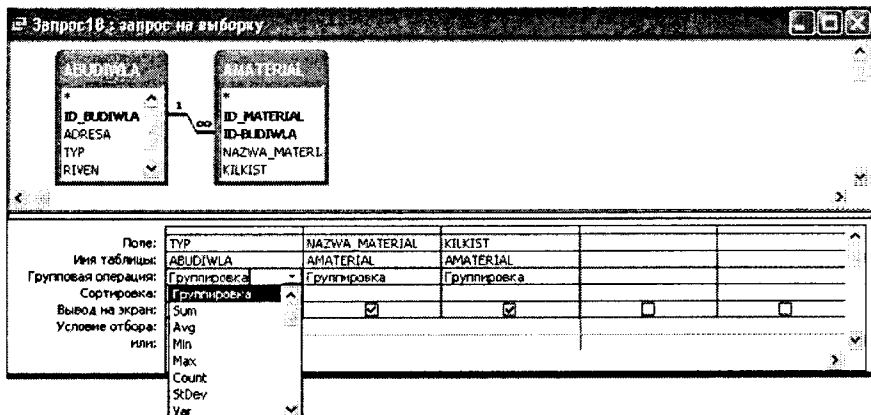 Запрос18 : запрос на выборку
ABUDIWLA
*
ID_BUDIWLA
ADRESA
TYP
RIVEN
1
∞
AMATERIAL
*
ID_MATERIAL
ID-BUDIWLA
NAZWA_MATERI
KILKIST
Поле: TYP NAZWA_MATERIAL KILKIST
Имя таблицы: ABUDIWLA AMATERIAL AMATERIAL
Групповая операция: Группировка Группировка Группировка
Сортировка: Группировка
Вывод на экран: Sum
Условие отбора: Avg
или: Min
Max
Count
StDev
Var